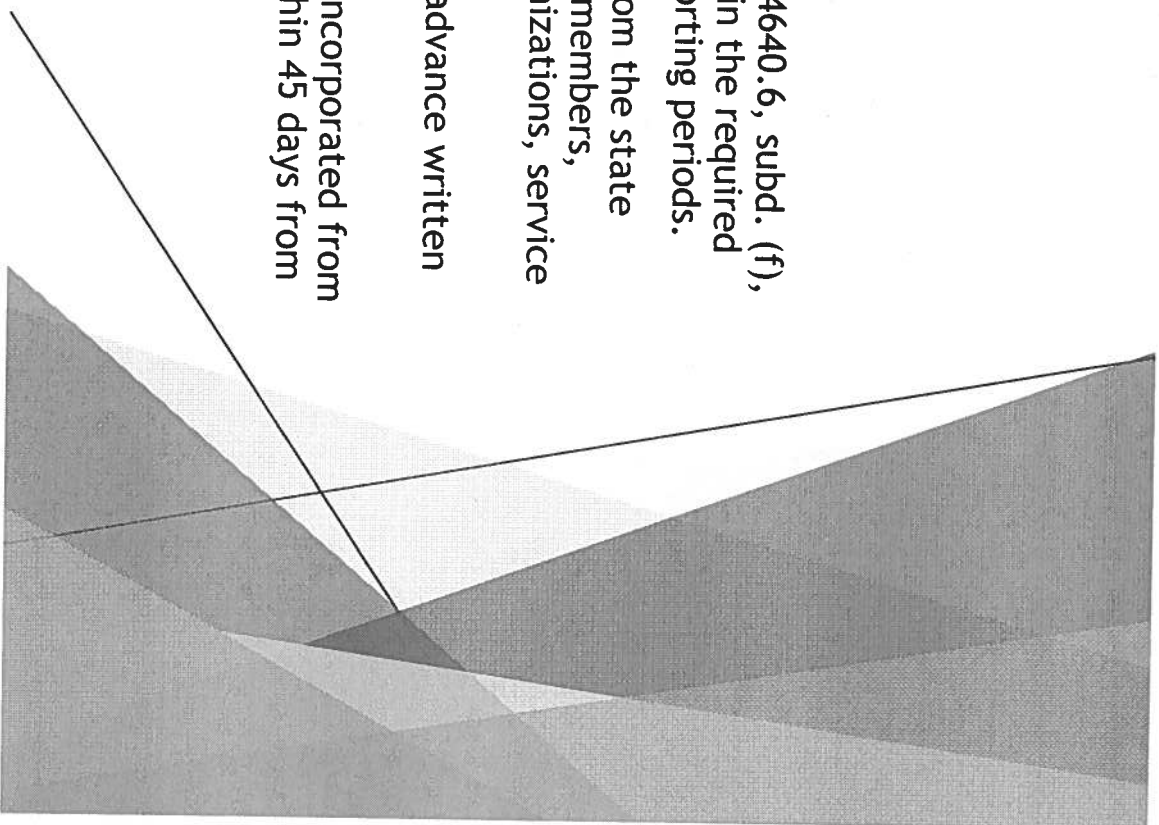 4640.6, subd. (f),
in the required
orting periods.
om the state
members,
nizations, service
advance written
ncorporated from
hin 45 days from